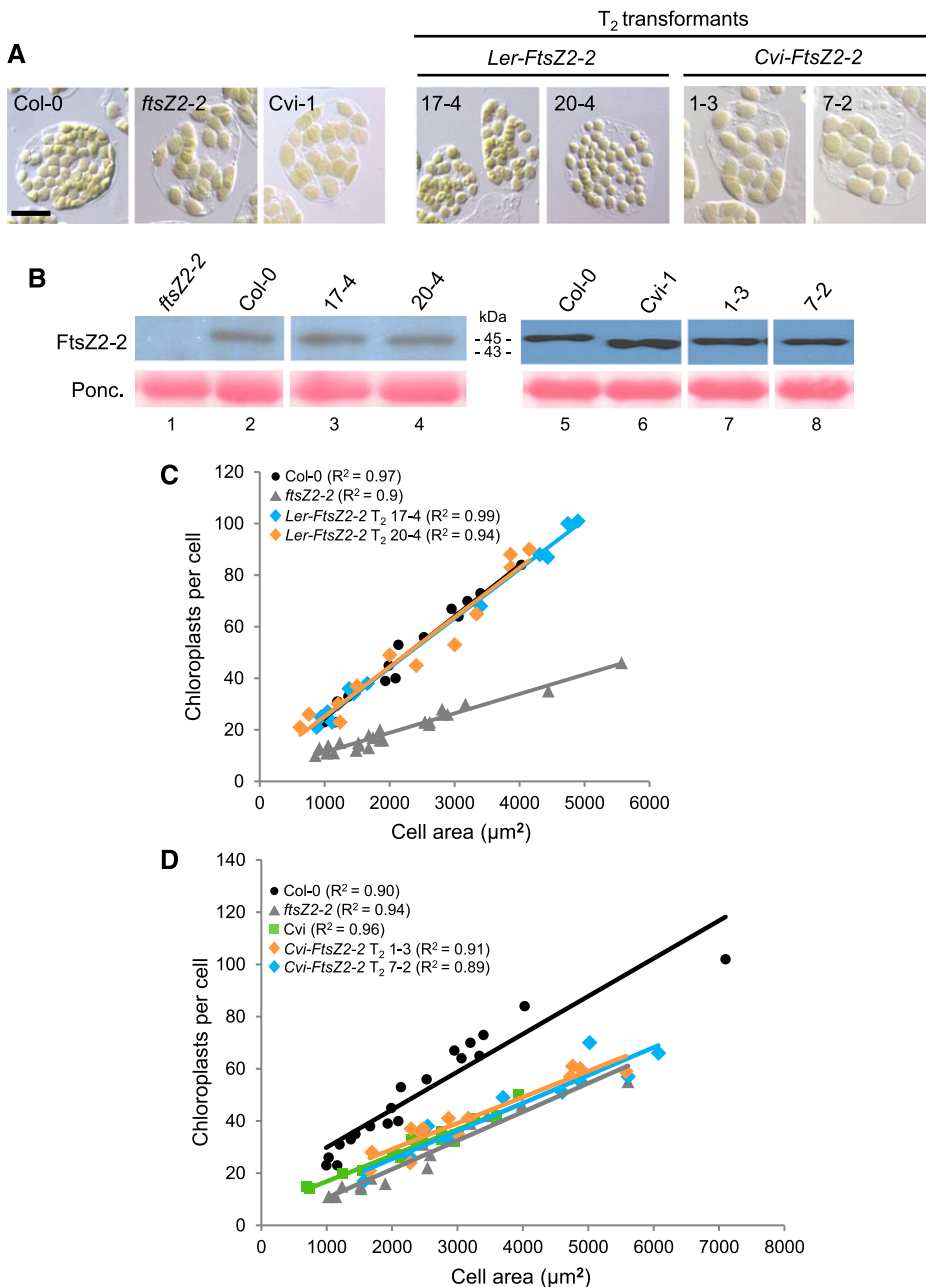 T₂ transformants
A
Ler-FtsZ2-2 Cvi-FtsZ2-2
Col-0 ftsZ2-2 Cvi-1 17-4 20-4 1-3 7-2
B
ftsZ2-2 Col-0 17-4 20-4 Col-0 Cvi-1 1-3 7-2
kDa
FtsZ2-2 - 45 -
- 43 -
Ponc.
1 2 3 4 5 6 7 8
C
120
100
80
60
40
20
0
Chloroplasts per cell
Col-0 (R² = 0.97)
ftsZ2-2 (R² = 0.9)
Ler-FtsZ2-2 T₂ 17-4 (R² = 0.99)
Ler-FtsZ2-2 T₂ 20-4 (R² = 0.94)
0 1000 2000 3000 4000 5000 6000
Cell area (µm²)
D
140
120
100
80
60
40
20
0
Chloroplasts per cell
Col-0 (R² = 0.90)
ftsZ2-2 (R² = 0.94)
Cvi (R² = 0.96)
Cvi-FtsZ2-2 T₂ 1-3 (R² = 0.91)
Cvi-FtsZ2-2 T₂ 7-2 (R² = 0.89)
0 1000 2000 3000 4000 5000 6000 7000 8000
Cell area (µm²)